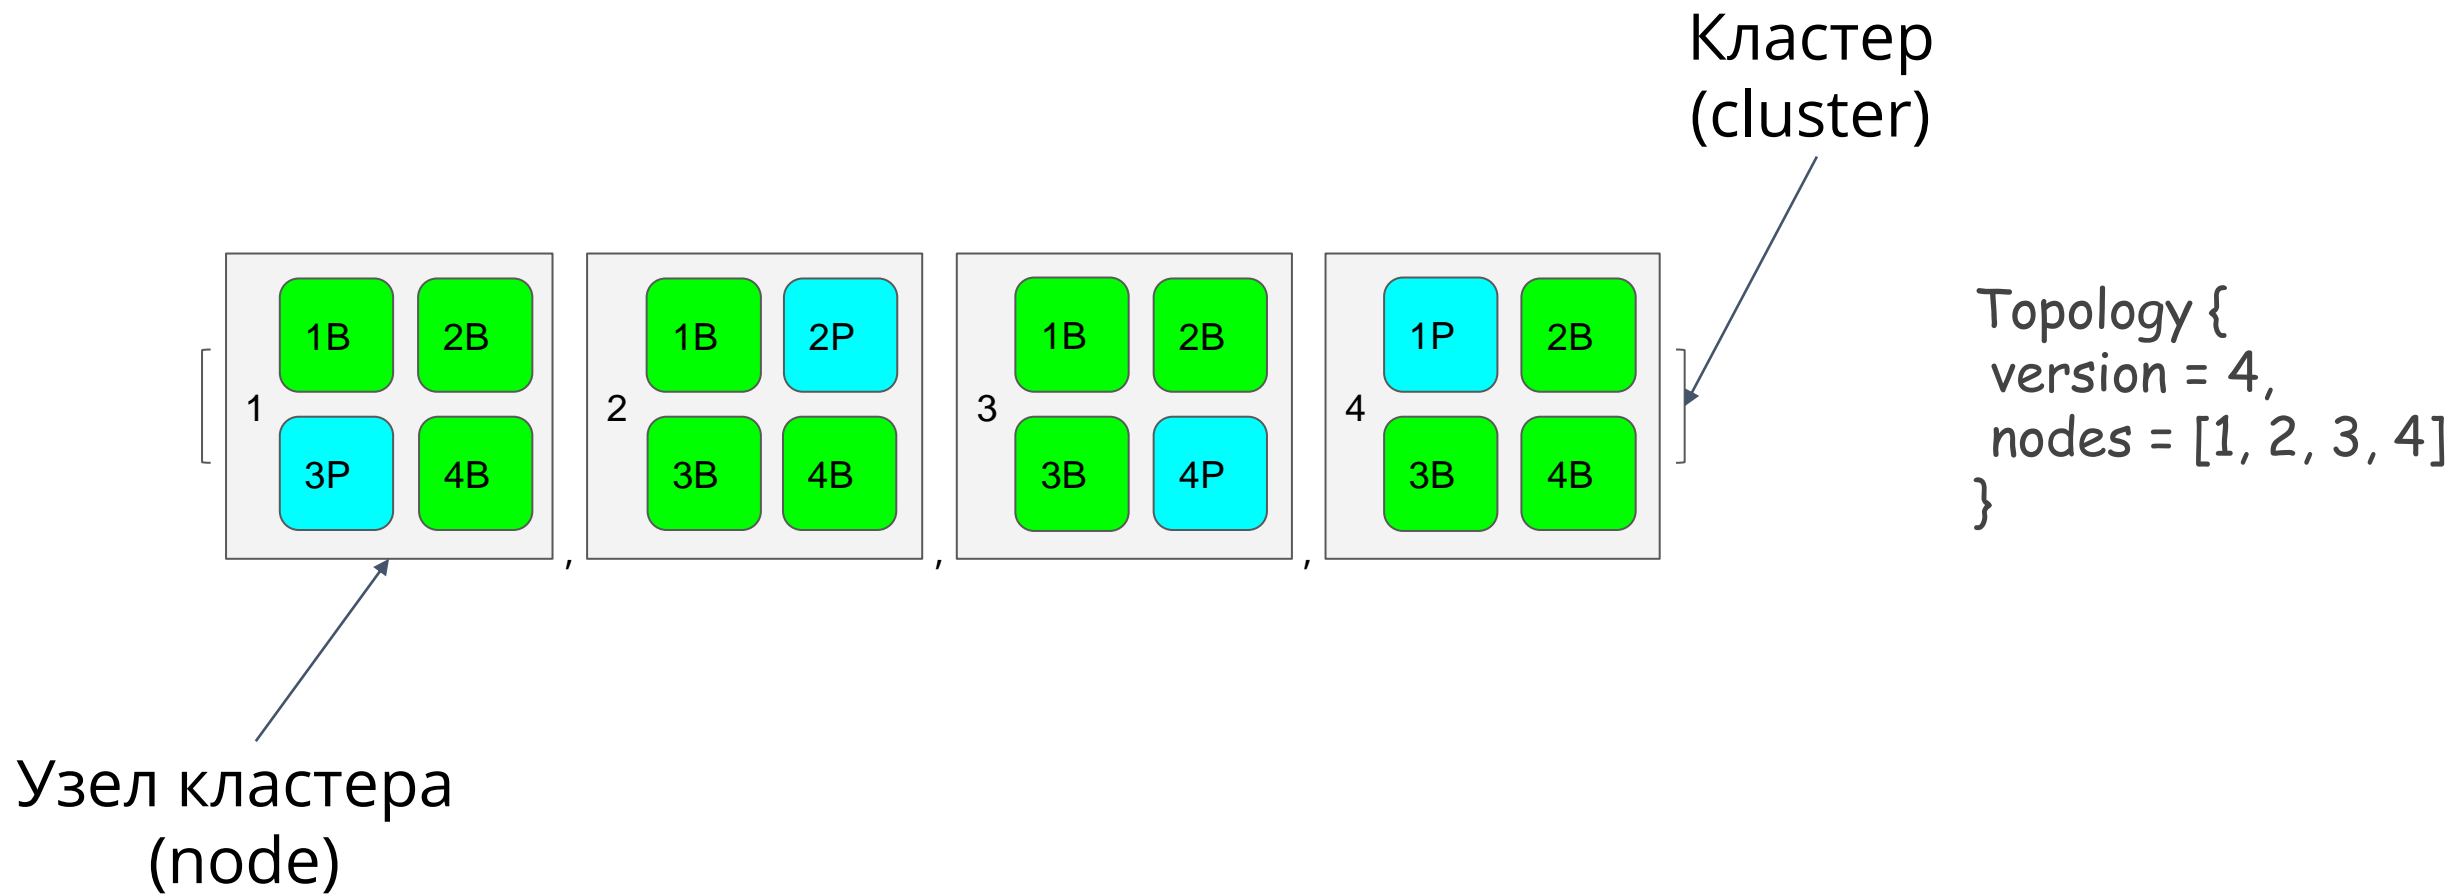 Кластер
(cluster)
1B 2B
1
3P 4B
,
1B 2P
2
3B 4B
,
1B 2B
3
3B 4P
,
1P 2B
4
3B 4B
Topology {
version = 4,
nodes = [1, 2, 3, 4]
}
Узел кластера
(node)